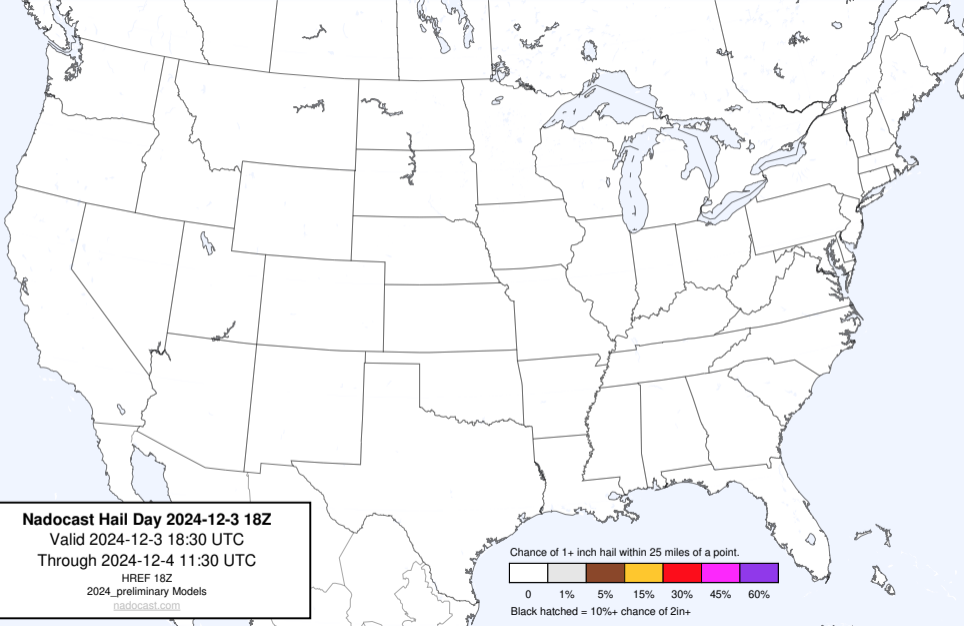 Nadocast Hail Day 2024-12-3 18Z
Valid 2024-12-3 18:30 UTC
Through 2024-12-4 11:30 UTC
HREF 18Z
2024_preliminary Models
nadocast.com
Chance of 1+ inch hail within 25 miles of a point.
0 1% 5% 15% 30% 45% 60%
Black hatched = 10%+ chance of 2in+